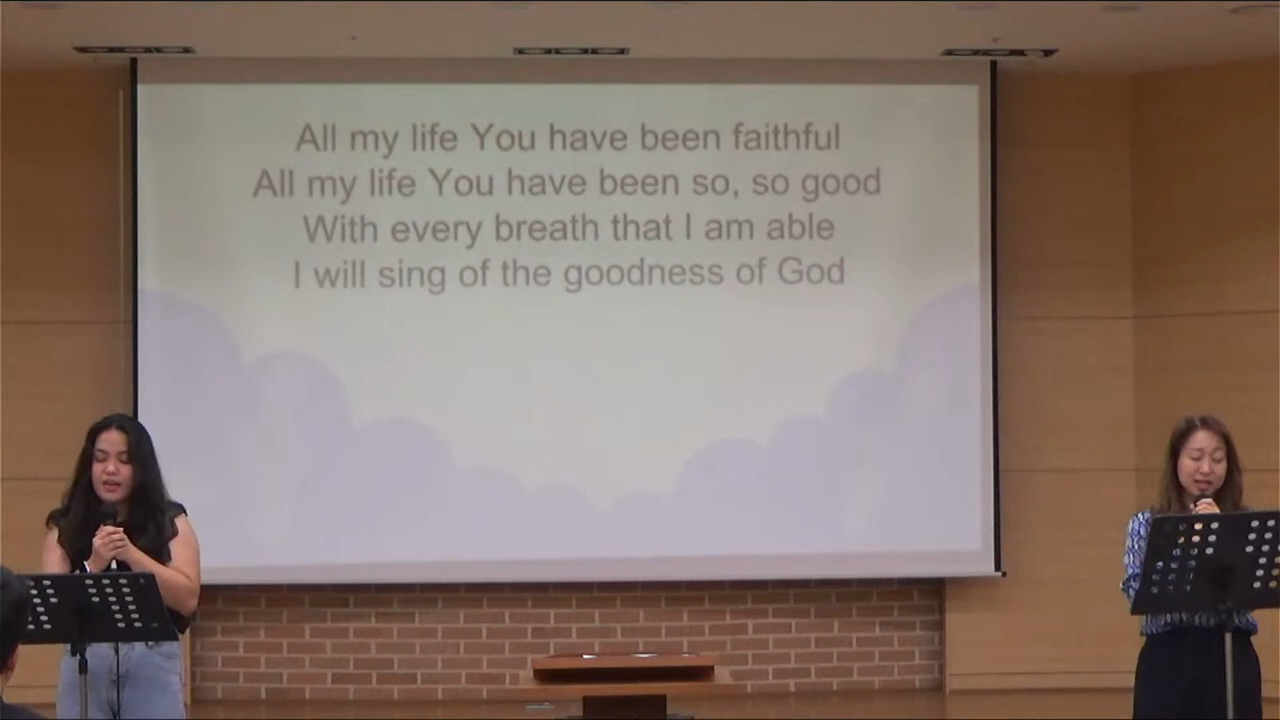 All my life You have been faithful
All my life You have been so, so good
With every breath that I am able
I will sing of the goodness of God